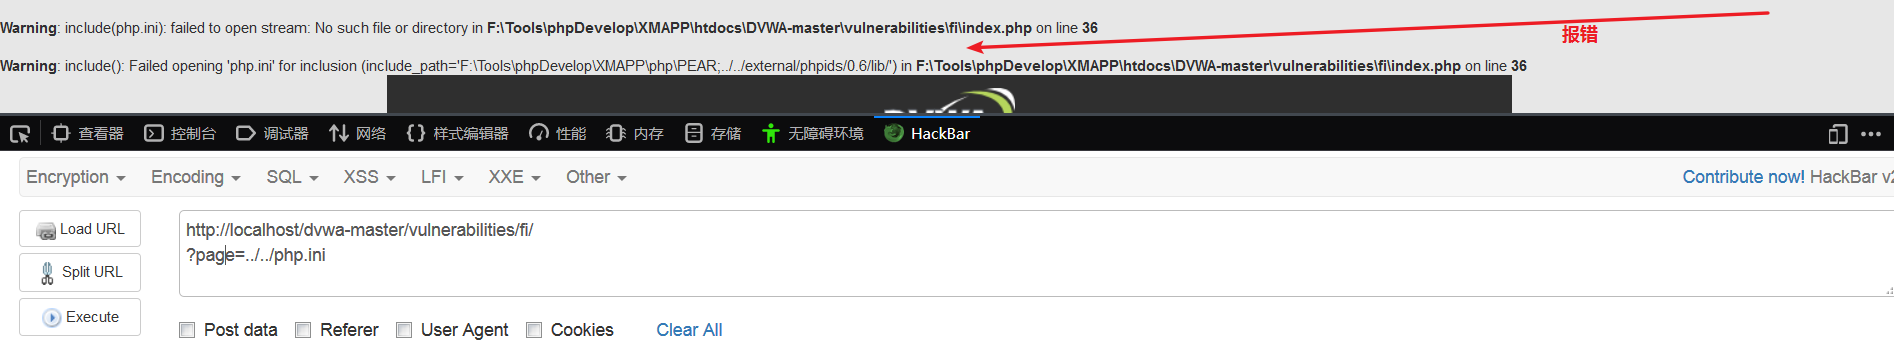 Warning: include(php.ini): failed to open stream: No such file or directory in F:\Tools\phpDevelop\XMAPP\htdocs\DVWA-master\vulnerabilities\fi\index.php on line 36
报错
Warning: include(): Failed opening 'php.ini' for inclusion (include_path='F:\Tools\phpDevelop\XMAPP\php\PEAR;../../external/phpids/0.6/lib/') in F:\Tools\phpDevelop\XMAPP\htdocs\DVWA-master\vulnerabilities\fi\index.php on line 36
DVWA
查看器 控制台 调试器 网络 样式编辑器 性能 内存 存储 无障碍环境 HackBar
Encryption Encoding SQL XSS LFI XXE Other Contribute now! HackBar v2
Load URL
Split URL
Execute
http://localhost/dvwa-master/vulnerabilities/fi/
?page=../../php.ini
Post data Referer User Agent Cookies Clear All